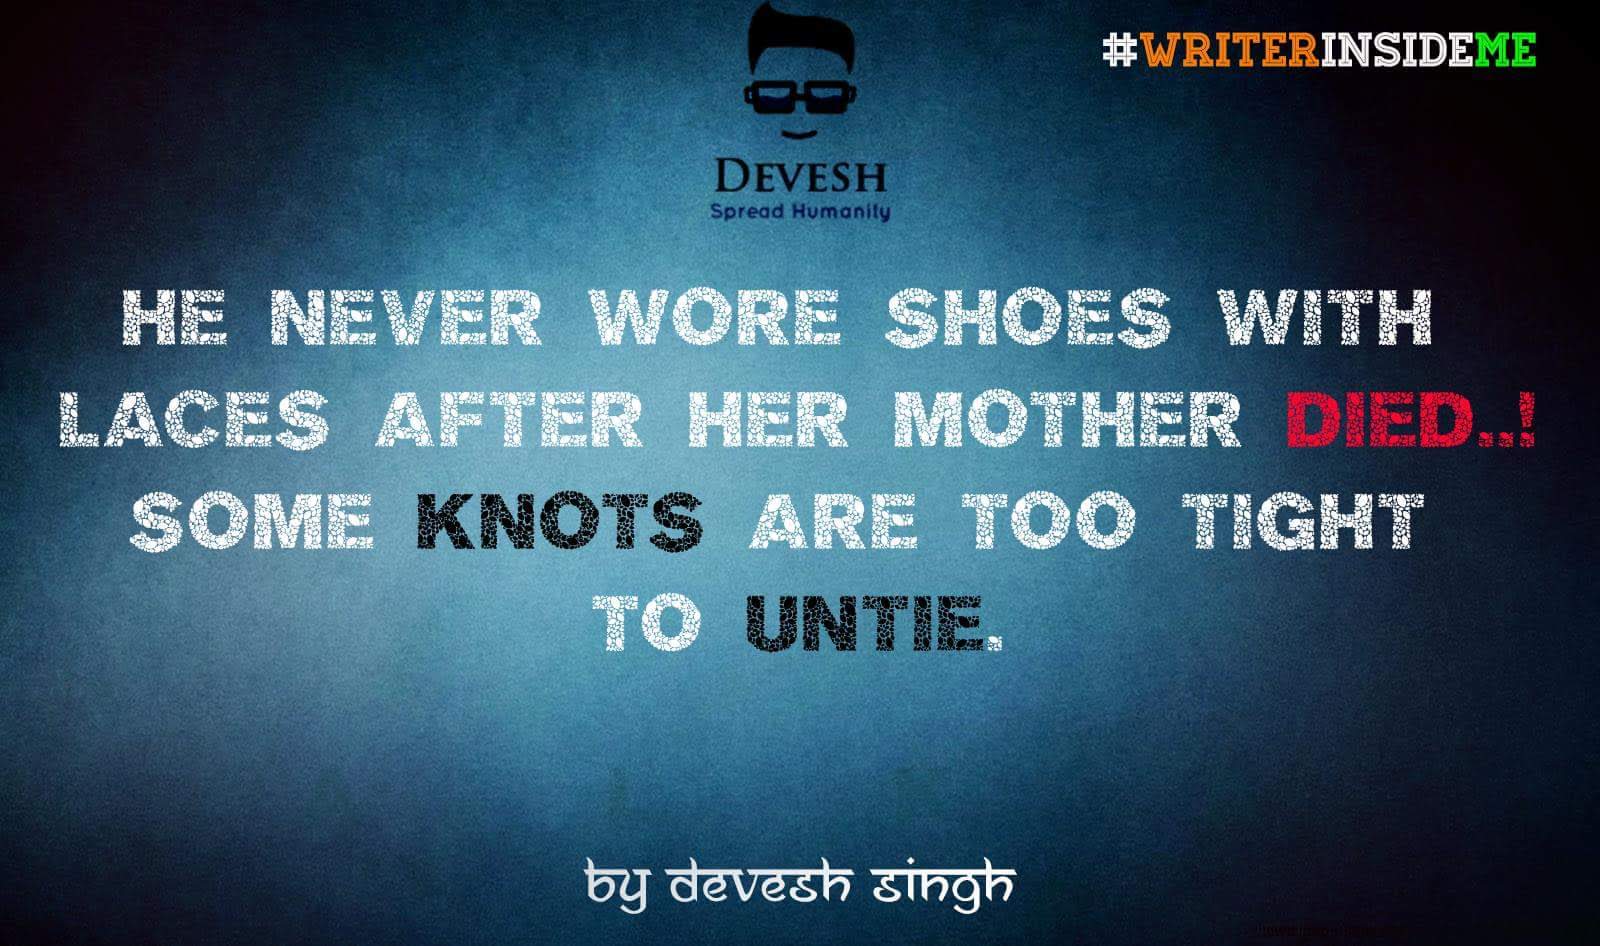 #WRITERINSIDEME
DEVESH
Spread Humanity
HE NEVER WORE SHOES WITH
LACES AFTER HER MOTHER DIED..!
SOME KNOTS ARE TOO TIGHT
TO UNTIE.
by devesh singh